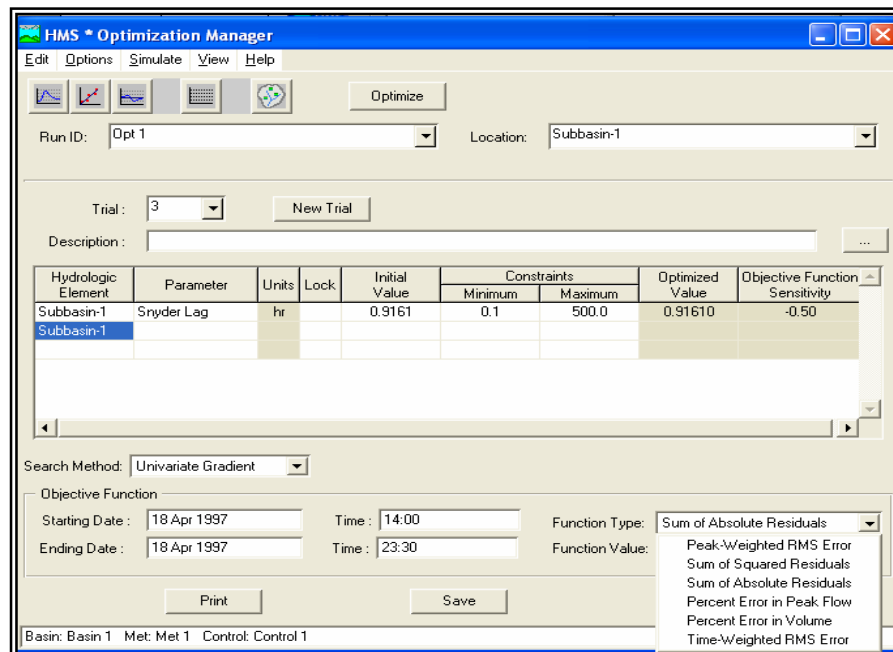 HMS * Optimization Manager
Edit Options Simulate View Help
Optimize
Run ID: Opt 1 Location: Subbasin-1
Trial : 3 New Trial
Description : ...
Hydrologic Element Parameter Units Lock Initial Value Constraints Minimum Maximum Optimized Value Objective Function Sensitivity
Subbasin-1 Snyder Lag hr 0.9161 0.1 500.0 0.91610 -0.50
Subbasin-1
Search Method: Univariate Gradient
Objective Function
Starting Date : 18 Apr 1997 Time : 14:00 Function Type: Sum of Absolute Residuals
Ending Date : 18 Apr 1997 Time : 23:30 Function Value:
Peak-Weighted RMS Error
Sum of Squared Residuals
Sum of Absolute Residuals
Percent Error in Peak Flow
Percent Error in Volume
Time-Weighted RMS Error
Print Save
Basin: Basin 1 Met: Met 1 Control: Control 1